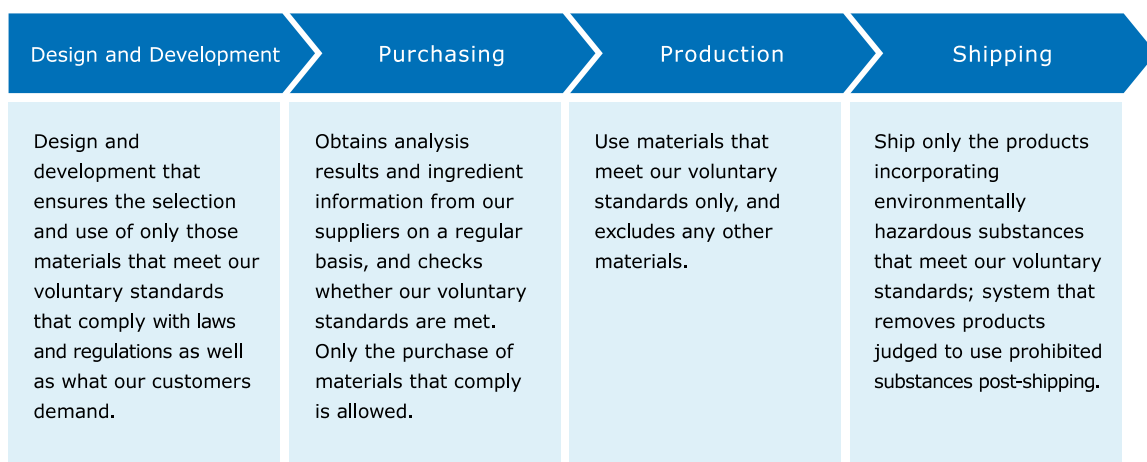 Design and Development
Purchasing
Production
Shipping
Design and
development that
ensures the selection
and use of only those
materials that meet our
voluntary standards
that comply with laws
and regulations as well
as what our customers
demand.
Obtains analysis
results and ingredient
information from our
suppliers on a regular
basis, and checks
whether our voluntary
standards are met.
Only the purchase of
materials that comply
is allowed.
Use materials that
meet our voluntary
standards only, and
excludes any other
materials.
Ship only the products
incorporating
environmentally
hazardous substances
that meet our voluntary
standards; system that
removes products
judged to use prohibited
substances post-shipping.